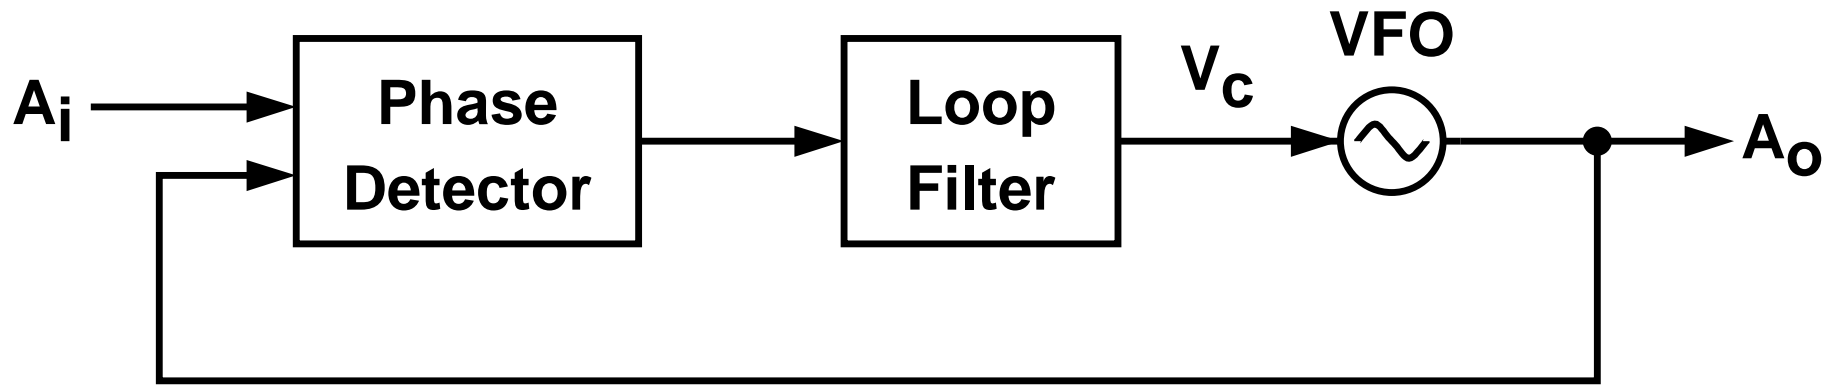 Ai
Phase
Detector
Loop
Filter
Vc
VFO
Ao